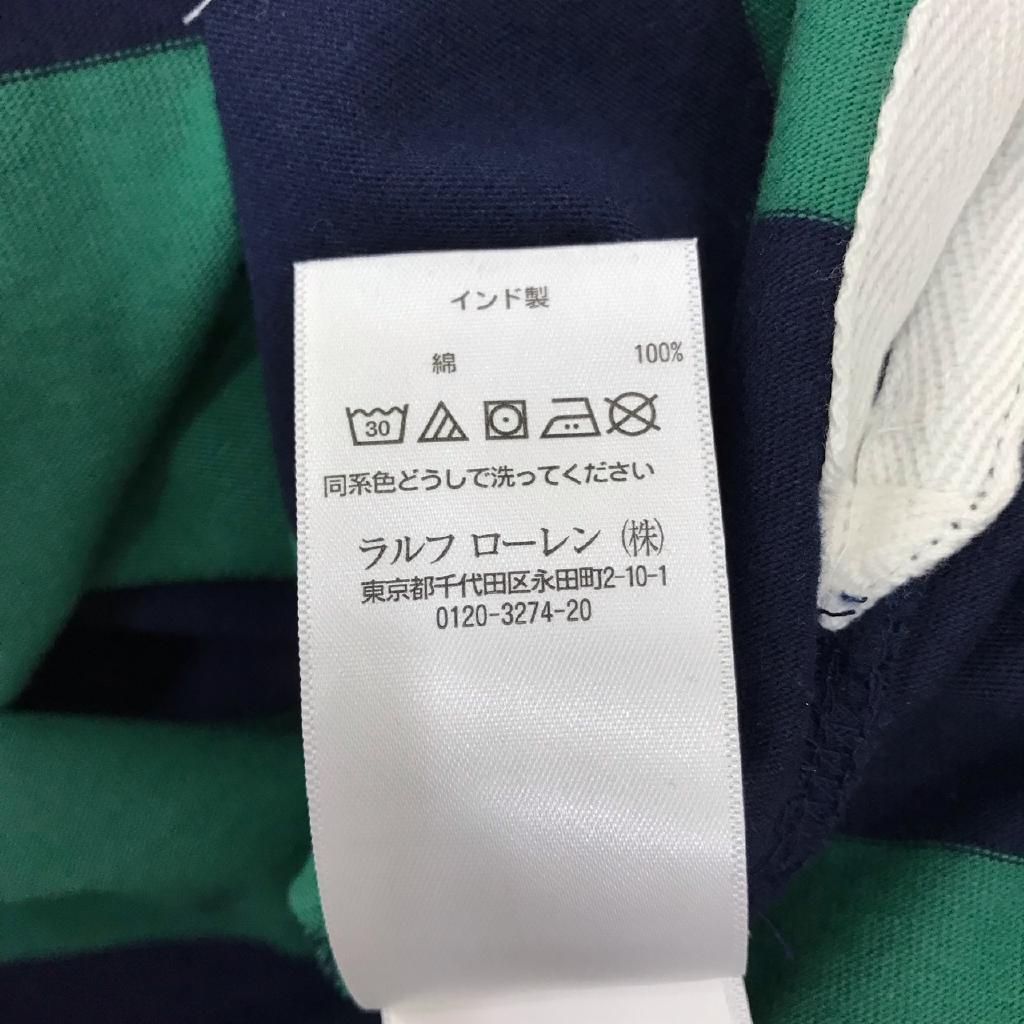 インド製
綿 100%
30
同系色どうしで洗ってください
ラルフ ローレン (株)
東京都千代田区永田町2-10-1
0120-3274-20